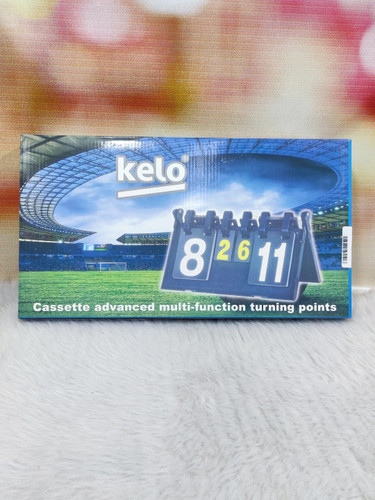 kelo
8 2 6 11
Cassette advanced multi-function turning points